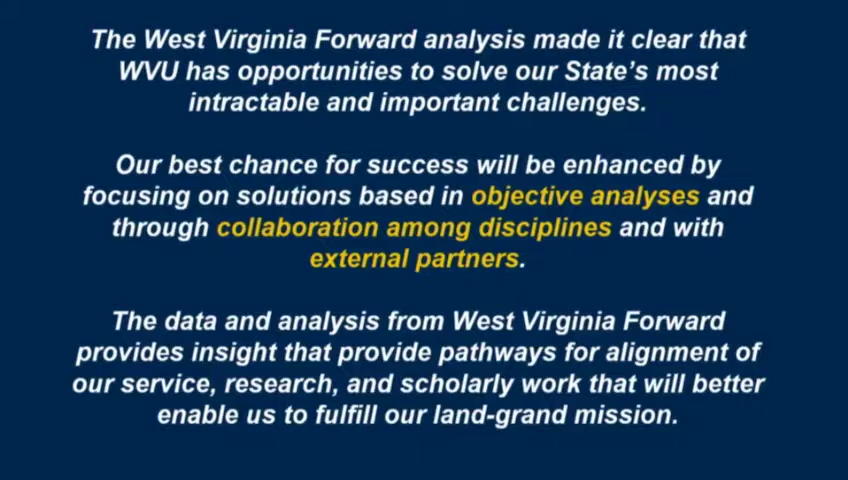 The West Virginia Forward analysis made it clear that
WVU has opportunities to solve our State's most
intractable and important challenges.
Our best chance for success will be enhanced by
focusing on solutions based in objective analyses and
through collaboration among disciplines and with
external partners.
The data and analysis from West Virginia Forward
provides insight that provide pathways for alignment of
our service, research, and scholarly work that will better
enable us to fulfill our land-grand mission.